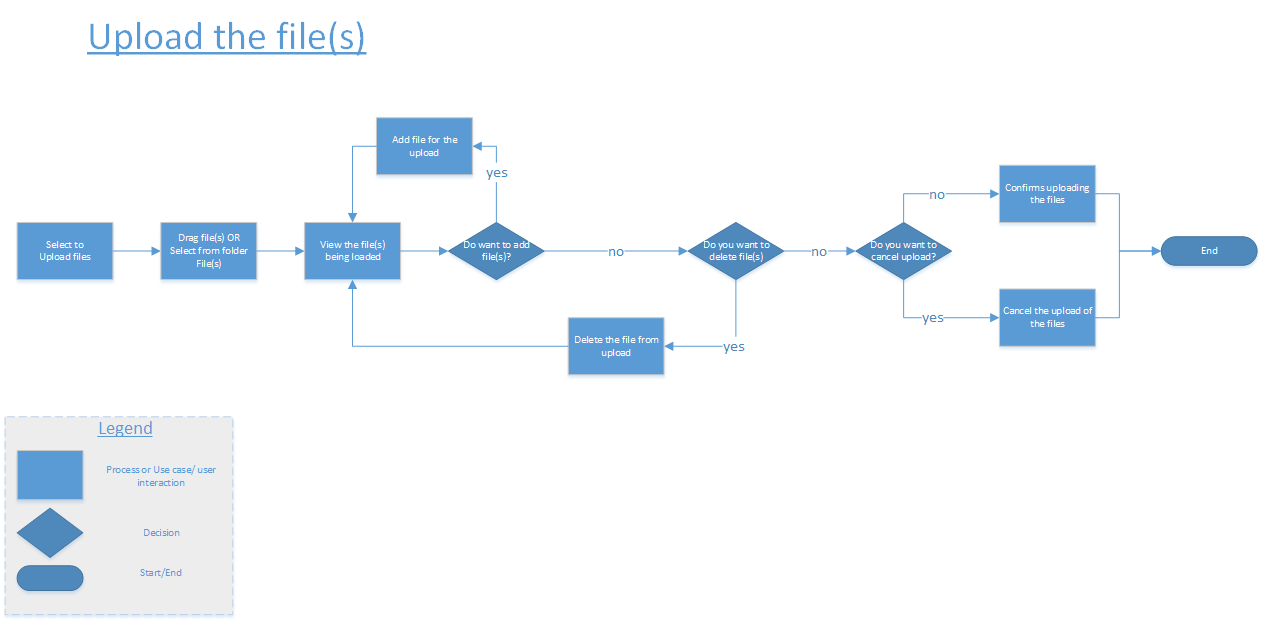 Upload the file(s)
Add file for the
upload
yes
Select to
Upload files
Drag file(s) OR
Select from folder
File(s)
View the file(s)
being loaded
Do want to add
file(s)?
no
Do you want to
delete file(s)
no
Do you want to
cancel upload?
no
Confirms uploading
the files
End
yes
Cancel the upload of
the files
Delete the file from
upload
yes
Legend
Process or Use case/ user
interaction
Decision
Start/End